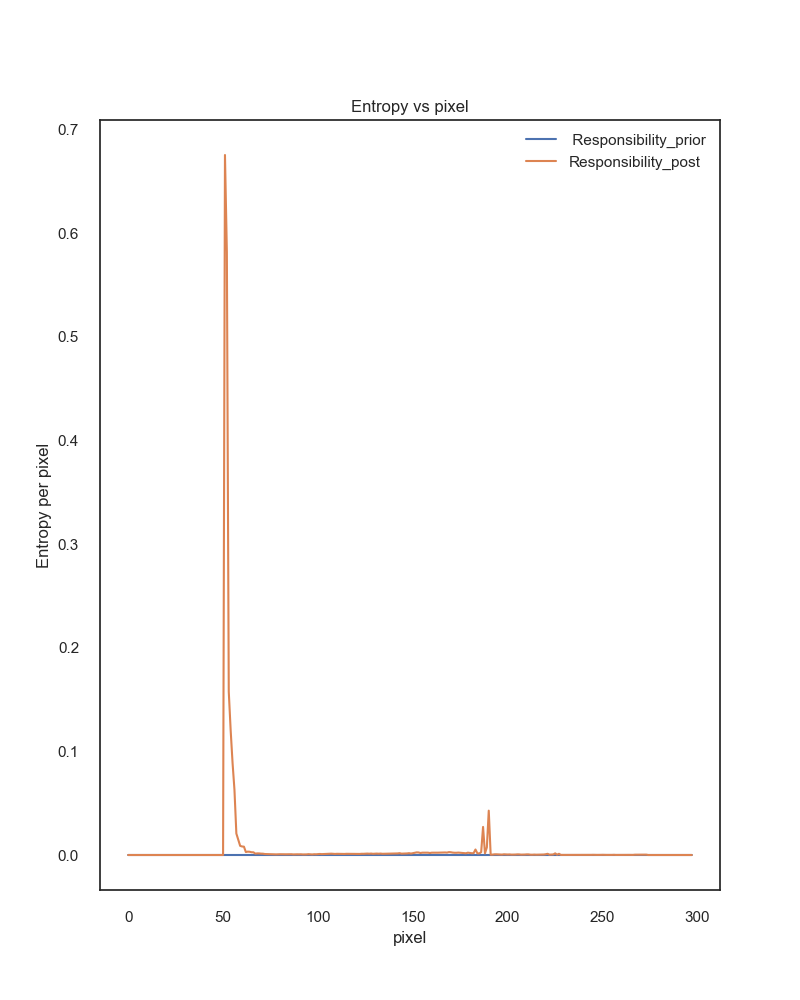 Entropy vs pixel
Responsibility_prior
Responsibility_post
0.7
0.6
0.5
0.4
0.3
0.2
0.1
0.0
Entropy per pixel
0 50 100 150 200 250 300
pixel